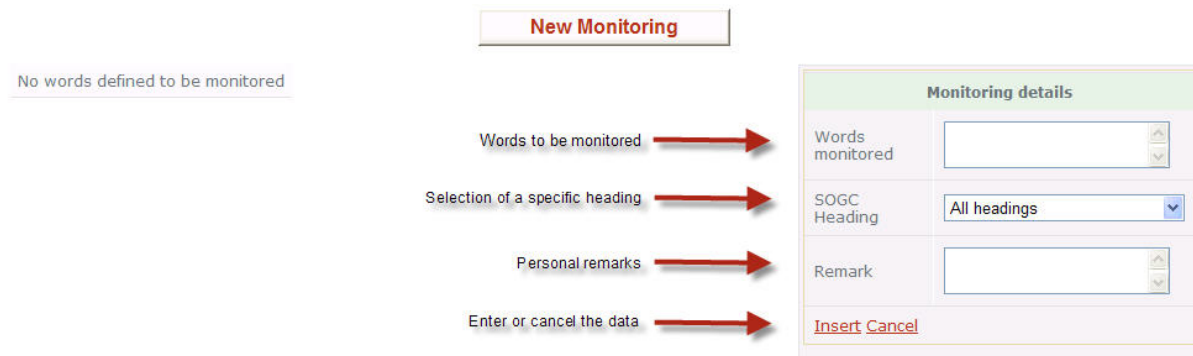 New Monitoring
No words defined to be monitored
Monitoring details
Words to be monitored
Words
monitored
Selection of a specific heading
SOGC
Heading
All headings
Personal remarks
Remark
Enter or cancel the data
Insert Cancel